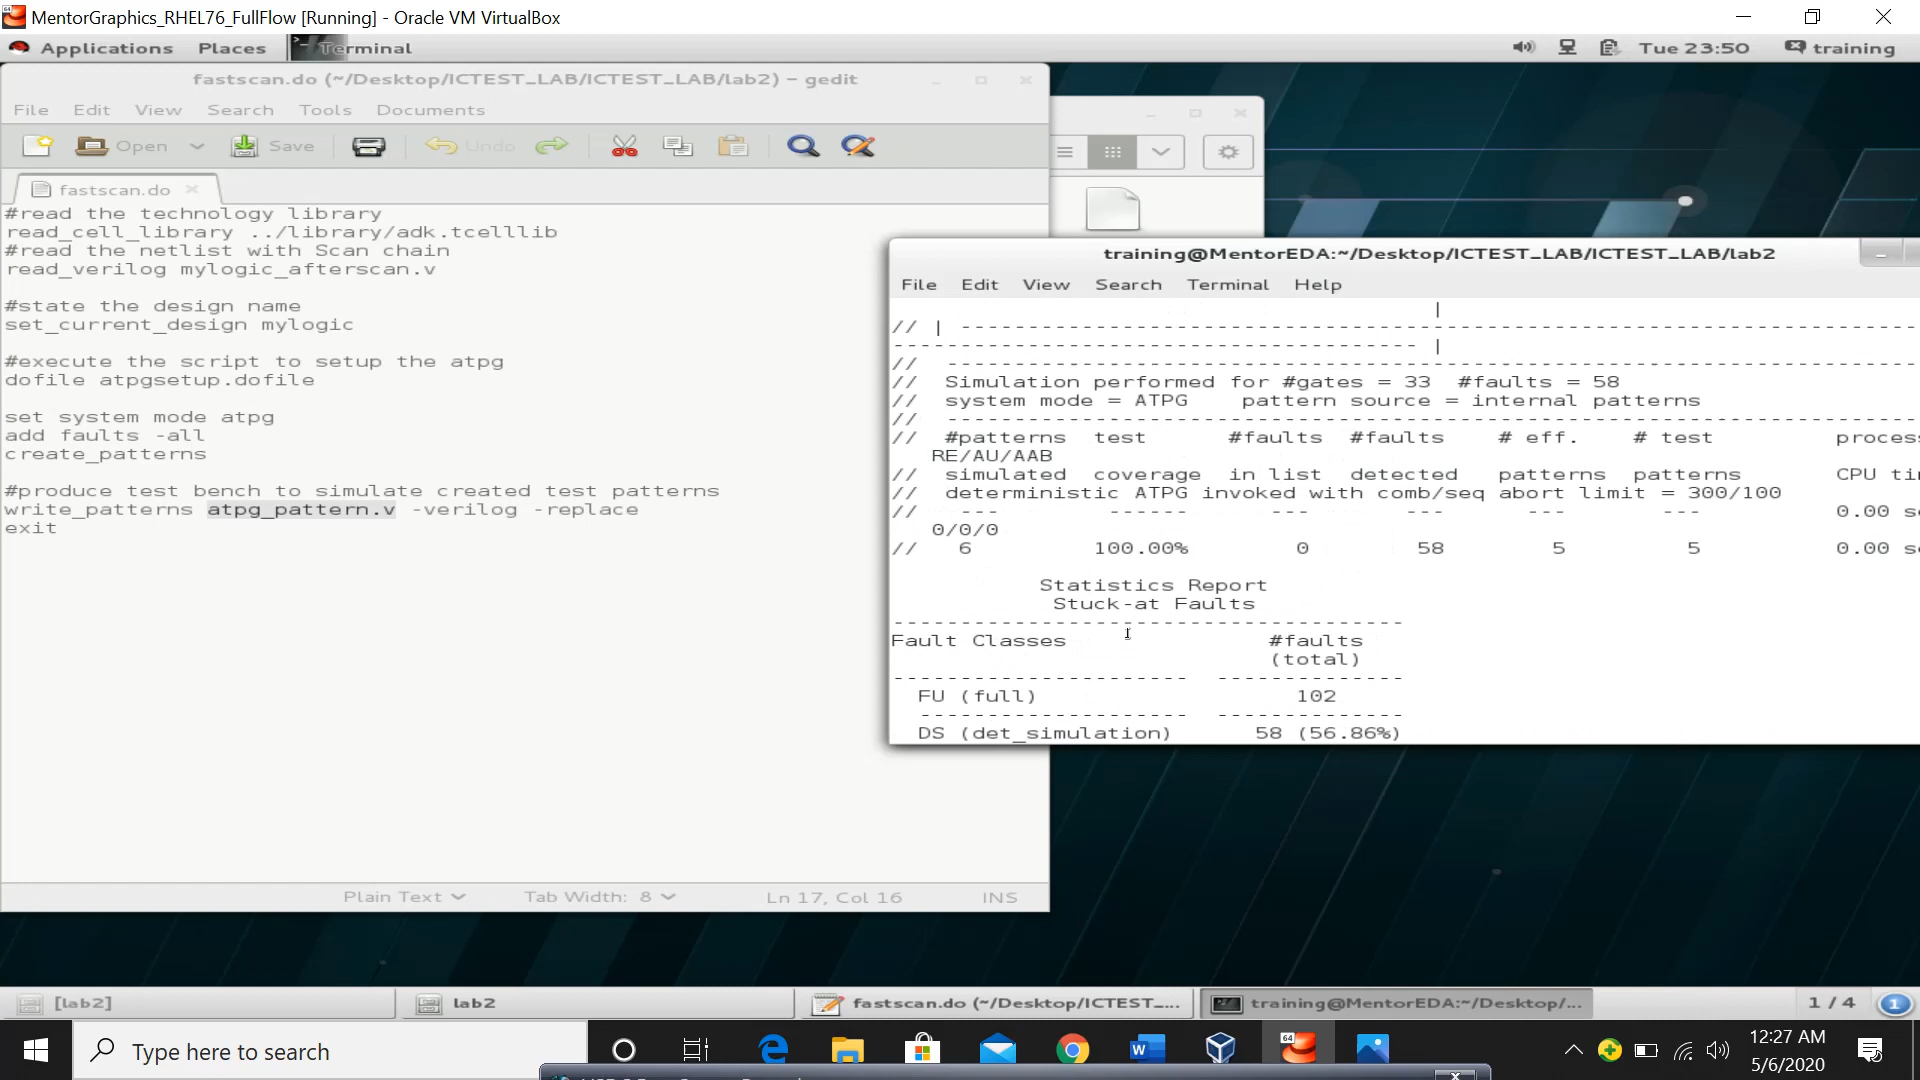 MentorGraphics_RHEL76_FullFlow [Running] - Oracle VM VirtualBox
Applications Places Terminal Tue 23:50 training
fastscan.do (~/Desktop/ICTEST_LAB/ICTEST_LAB/lab2) - gedit
File Edit View Search Tools Documents
Open Save Undo
fastscan.do
#read the technology library
read_cell_library ../library/adk.tcelllib
#read the netlist with Scan chain
read_verilog mylogic_afterscan.v
#state the design name
set_current_design mylogic
#execute the script to setup the atpg
dofile atpgsetup.dofile
set system mode atpg
add faults -all
create_patterns
#produce test bench to simulate created test patterns
write_patterns atpg_pattern.v -verilog -replace
exit
Plain Text Tab Width: 8 Ln 17, Col 16 INS
training@MentorEDA:~/Desktop/ICTEST_LAB/ICTEST_LAB/lab2
File Edit View Search Terminal Help
|
// | ------------------------------------------------------------------------
--------------------------------------- |
// ------------------------------------------------------------------------
// Simulation performed for #gates = 33 #faults = 58
// system mode = ATPG pattern source = internal patterns
// ------------------------------------------------------------------------
// #patterns test #faults #faults # eff. # test process
RE/AU/AAB
// simulated coverage in list detected patterns patterns CPU ti
// deterministic ATPG invoked with comb/seq abort limit = 300/100
// --- ------ --- --- --- --- 0.00 s
0/0/0
// 6 100.00% 0 58 5 5 0.00 s
Statistics Report
Stuck-at Faults
--------------------------------------
Fault Classes #faults
(total)
---------------------- --------------
FU (full) 102
-------------------- --------------
DS (det_simulation) 58 (56.86%)
[lab2] lab2 fastscan.do (~/Desktop/ICTEST_... training@MentorEDA:~/Desktop/... 1 / 4 1
Type here to search
64
12:27 AM
5/6/2020